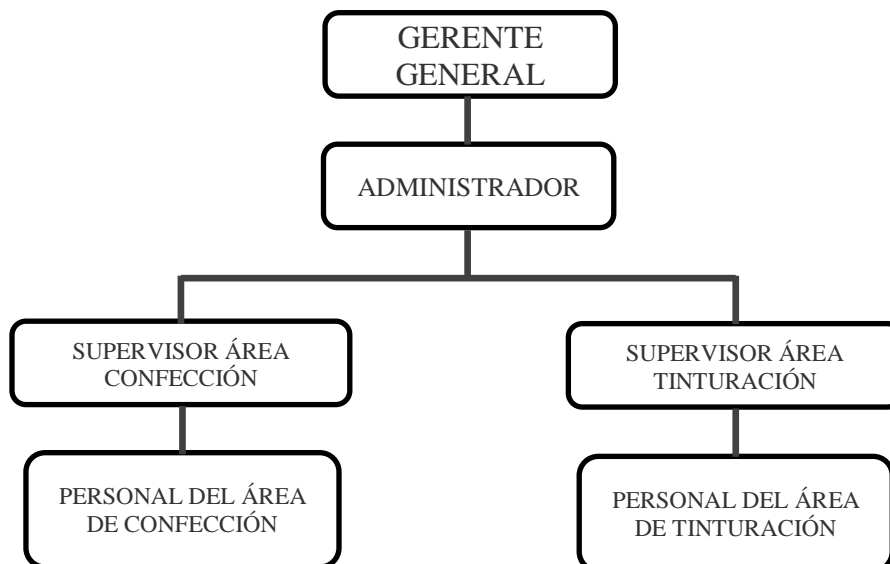 GERENTE
GENERAL
ADMINISTRADOR
SUPERVISOR ÁREA
CONFECCIÓN
SUPERVISOR ÁREA
TINTURACIÓN
PERSONAL DEL ÁREA
DE CONFECCIÓN
PERSONAL DEL ÁREA
DE TINTURACIÓN